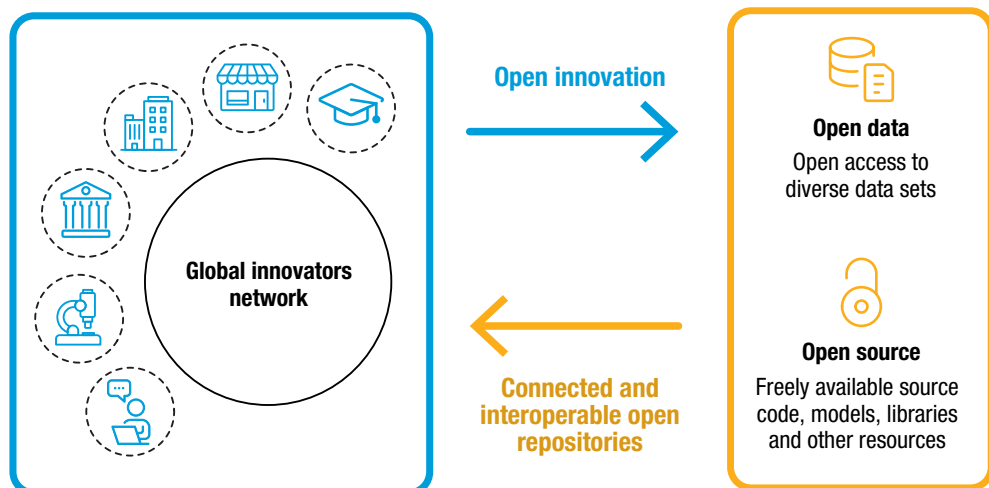 Global innovators
network
Open innovation
Connected and
interoperable open
repositories
Open data
Open access to
diverse data sets
Open source
Freely available source
code, models, libraries
and other resources